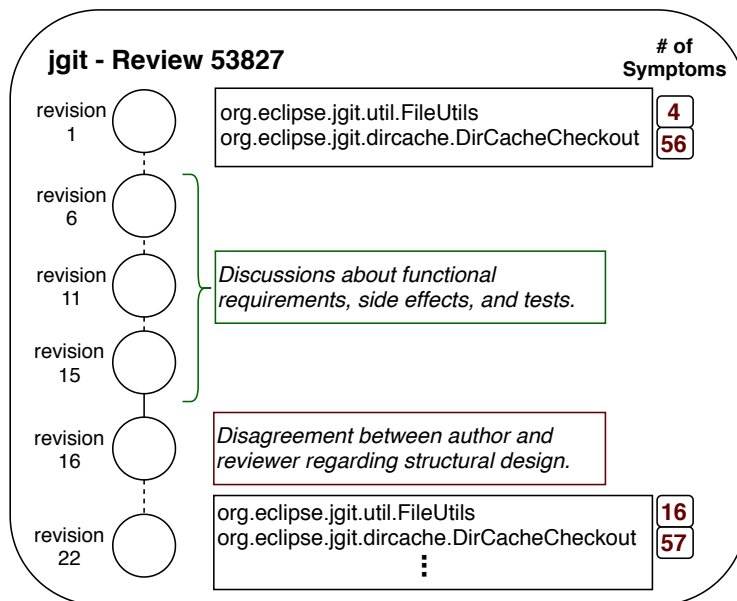 jgit - Review 53827
# of
Symptoms
revision
1
org.eclipse.jgit.util.FileUtils
4
org.eclipse.jgit.dircache.DirCacheCheckout
56
revision
6
revision
11
Discussions about functional
requirements, side effects, and tests.
revision
15
revision
16
Disagreement between author and
reviewer regarding structural design.
revision
22
org.eclipse.jgit.util.FileUtils
16
org.eclipse.jgit.dircache.DirCacheCheckout
57